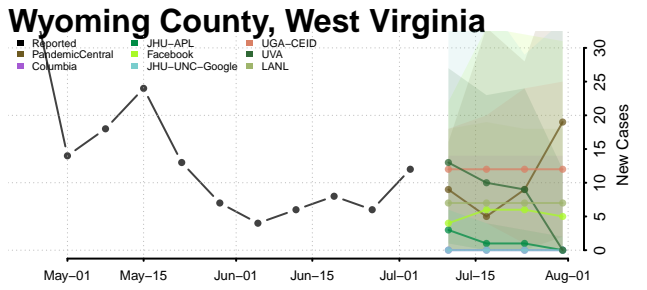 Wyoming County, West Virginia
Reported JHU−APL UGA−CEID
PandemicCentral Facebook UVA
Columbia JHU−UNC−Google LANL
30
20
15
10
5
0
New Cases
May−01 May−15 Jun−01 Jun−15 Jul−01 Jul−15 Aug−01